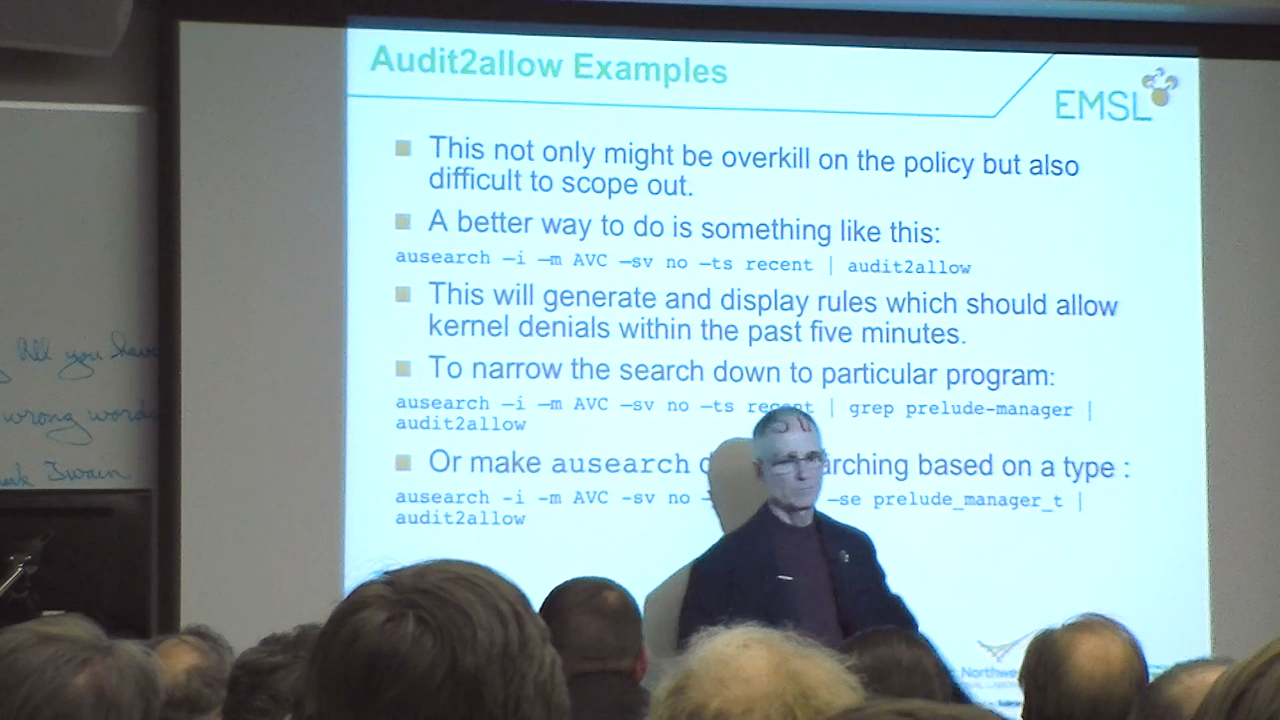 Audit2allow Examples
EMSL
This not only might be overkill on the policy but also
difficult to scope out.
A better way to do is something like this:
ausearch –i –m AVC –sv no –ts recent | audit2allow
This will generate and display rules which should allow
kernel denials within the past five minutes.
To narrow the search down to particular program:
ausearch –i –m AVC –sv no –ts recent | grep prelude-manager |
audit2allow
Or make ausearch
based on a type :
ausearch -i -m AVC -sv no
–se prelude_manager_t |
audit2allow
All you have
wrong words
Twain